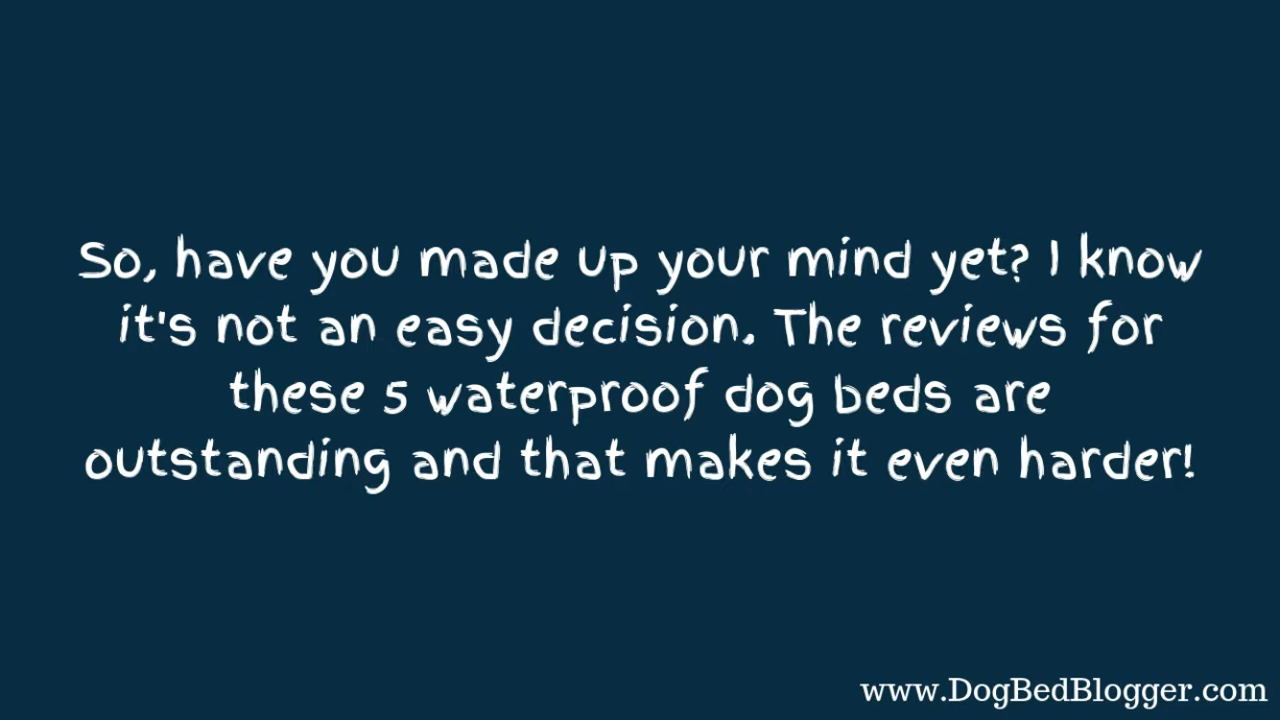 So, have you made up your mind yet? I know
it's not an easy decision. The reviews for
these 5 waterproof dog beds are
outstanding and that makes it even harder!
www.DogBedBlogger.com